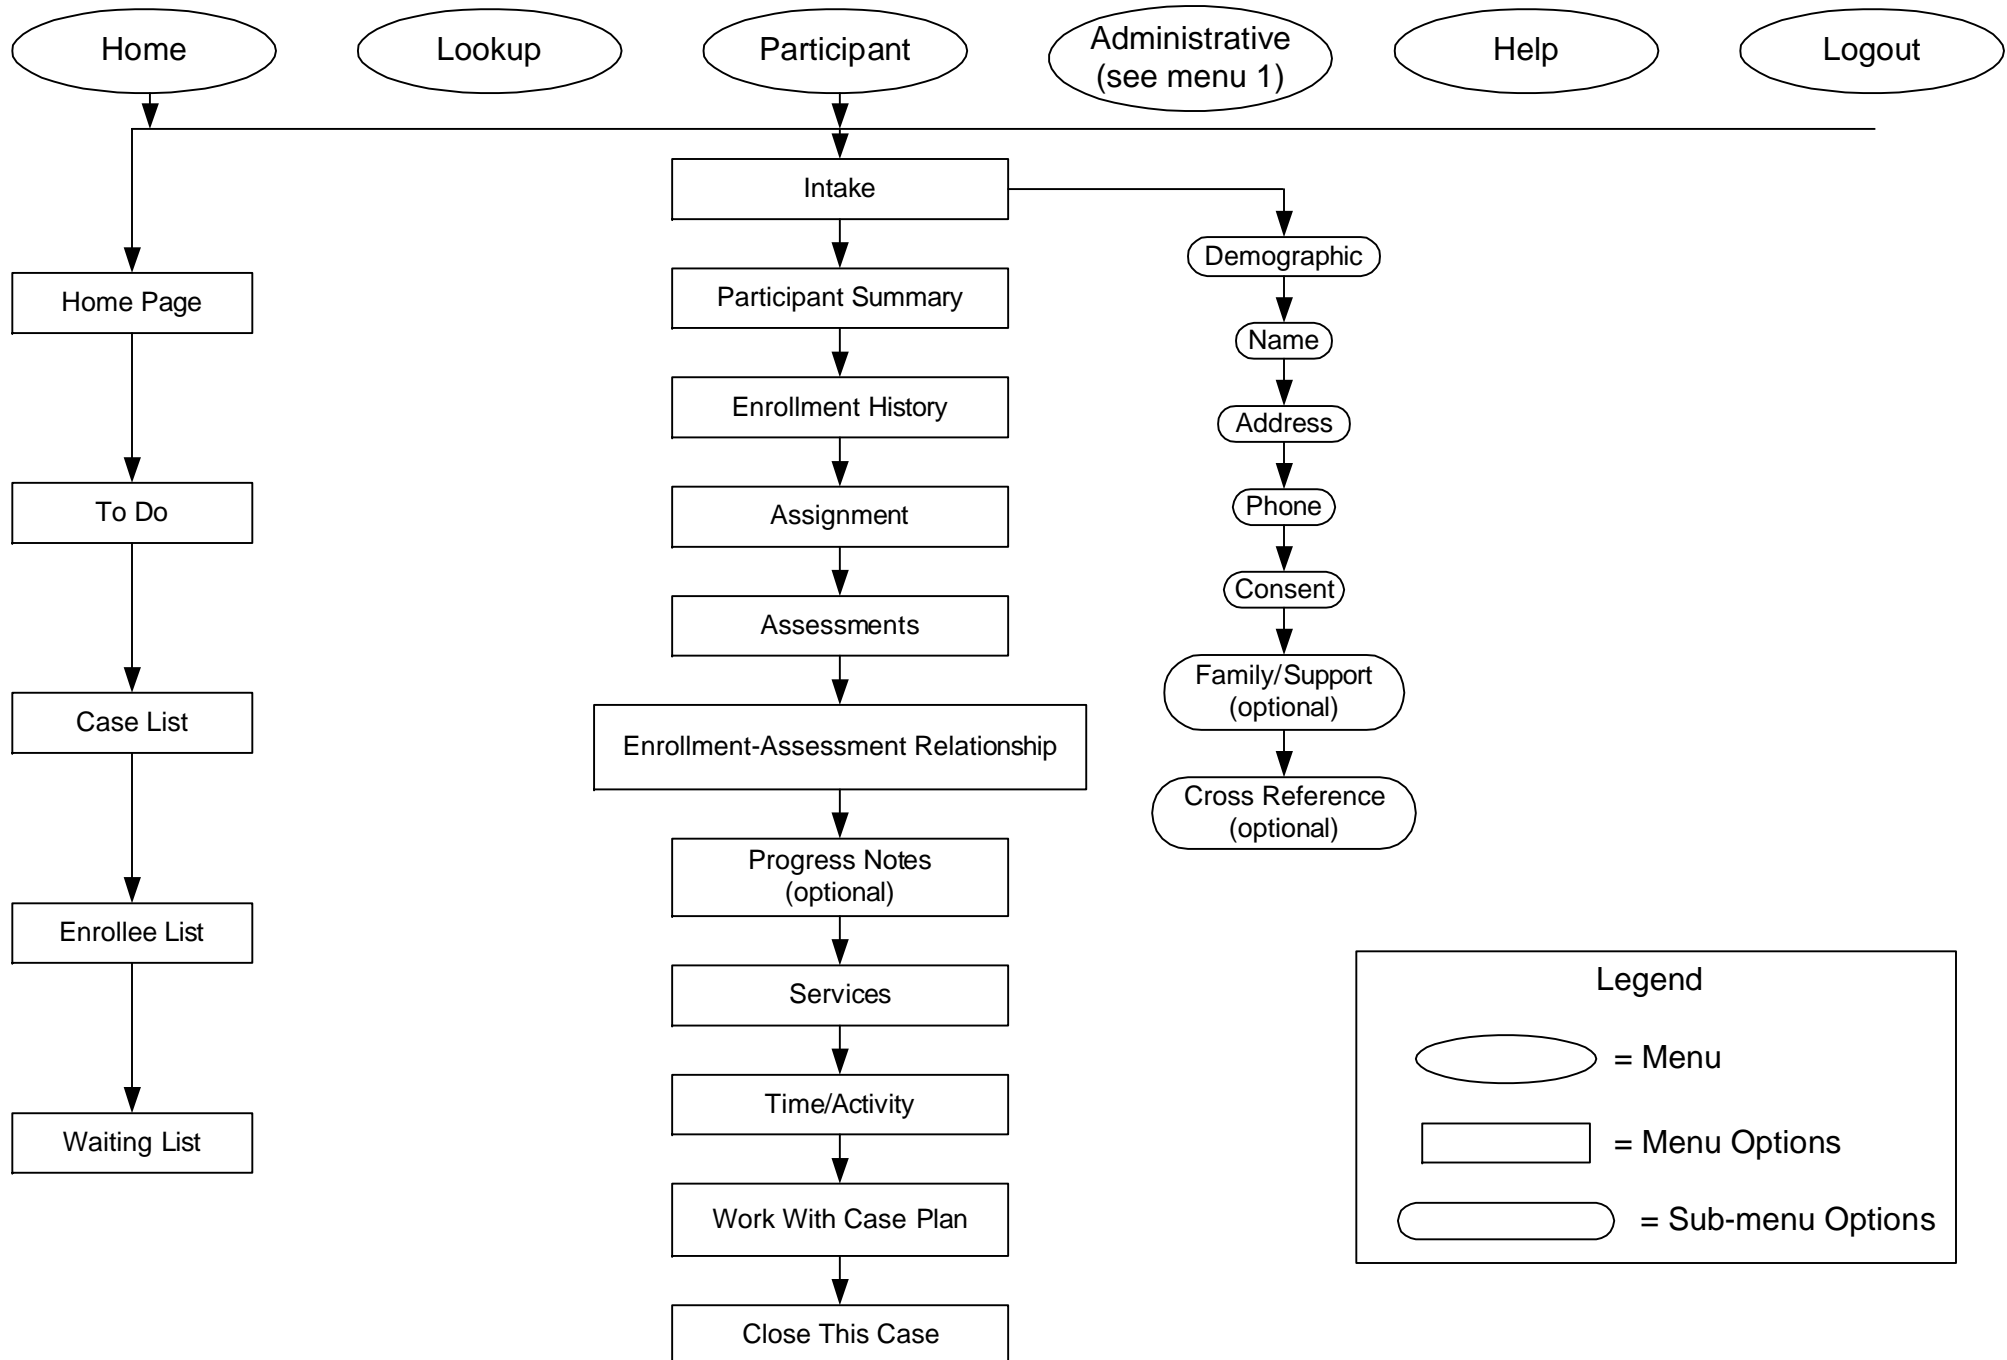 Home
Lookup
Participant
Administrative
(see menu 1)
Help
Logout
Home Page
To Do
Case List
Enrollee List
Waiting List
Intake
Participant Summary
Enrollment History
Assignment
Assessments
Enrollment-Assessment Relationship
Progress Notes
(optional)
Services
Time/Activity
Work With Case Plan
Close This Case
Demographic
Name
Address
Phone
Consent
Family/Support
(optional)
Cross Reference
(optional)
Legend
= Menu
= Menu Options
= Sub-menu Options